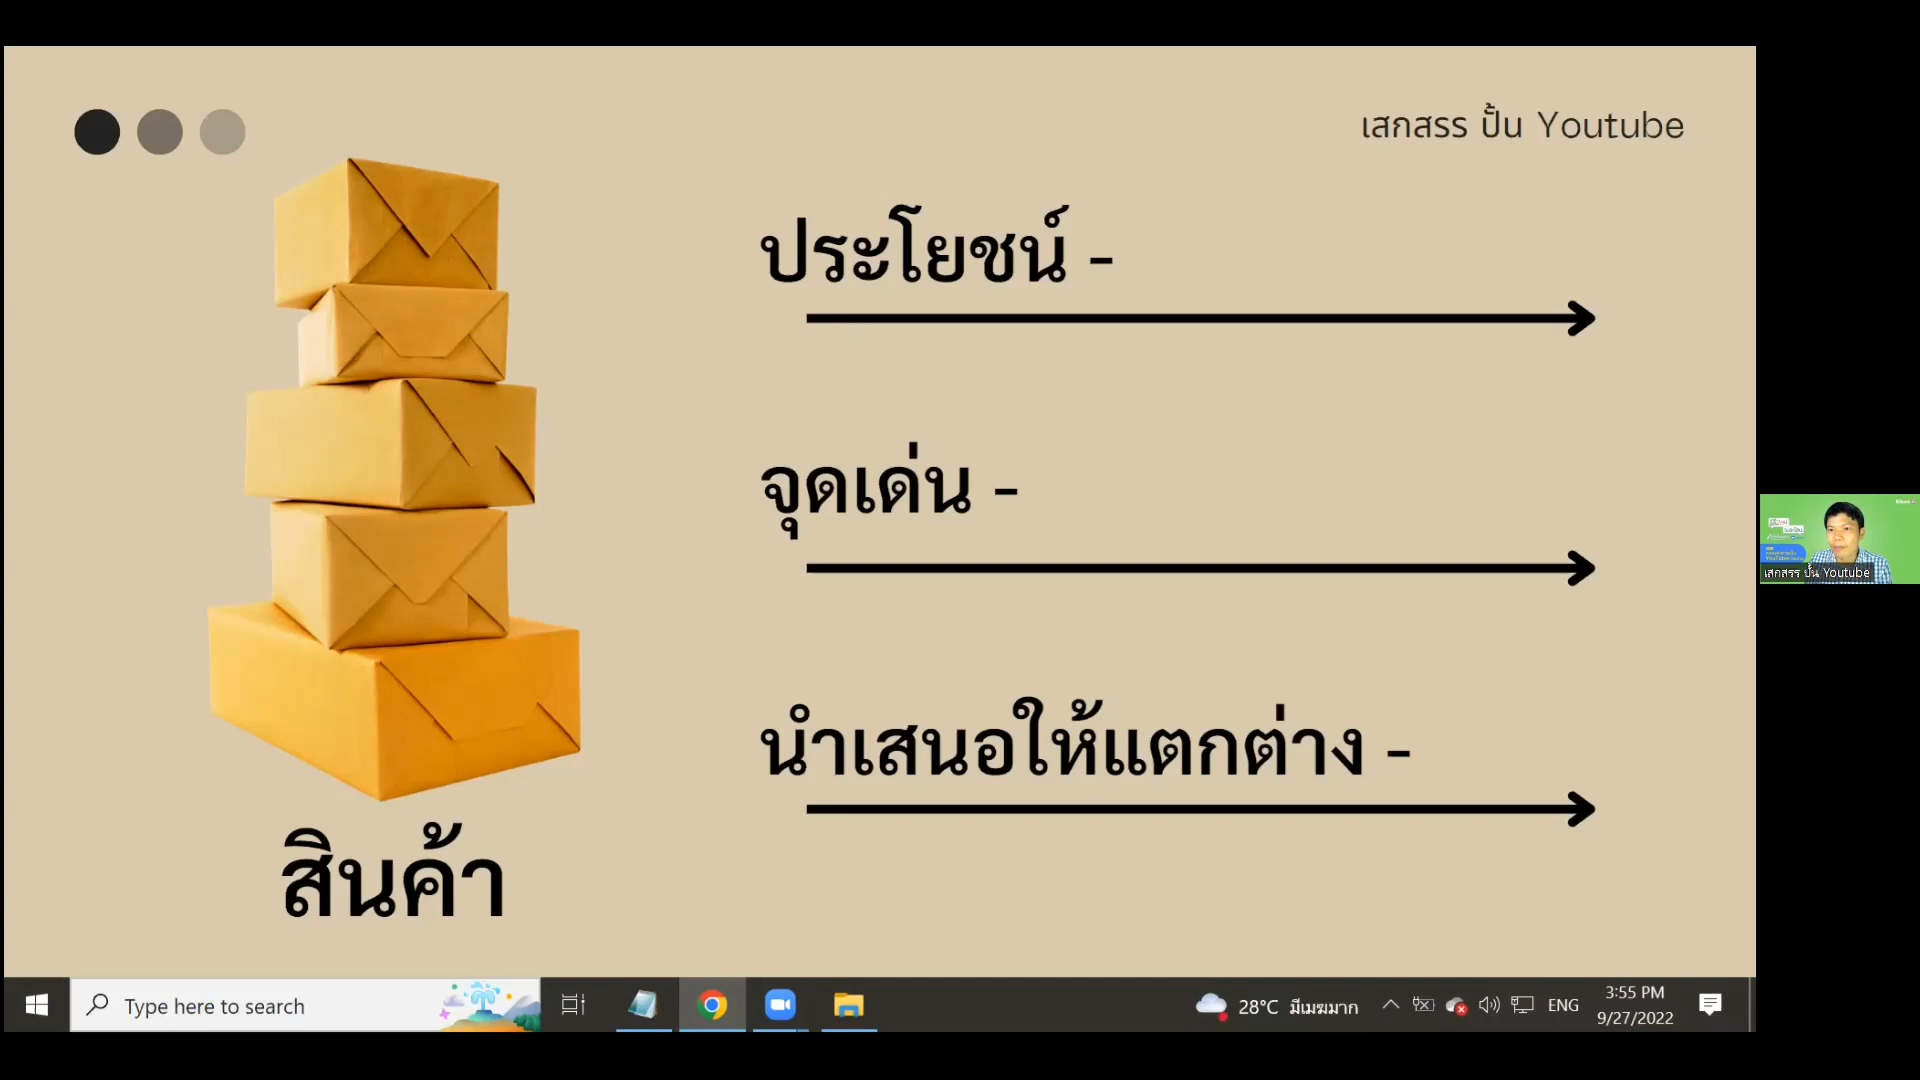 เสกสรร ปั้น Youtube
ประโยชน์ -
จุดเด่น -
นำเสนอให้แตกต่าง -
สินค้า
เสกสรร ปั้น Youtube
Type here to search
28°C มีเมฆมาก
ENG
3:55 PM
9/27/2022